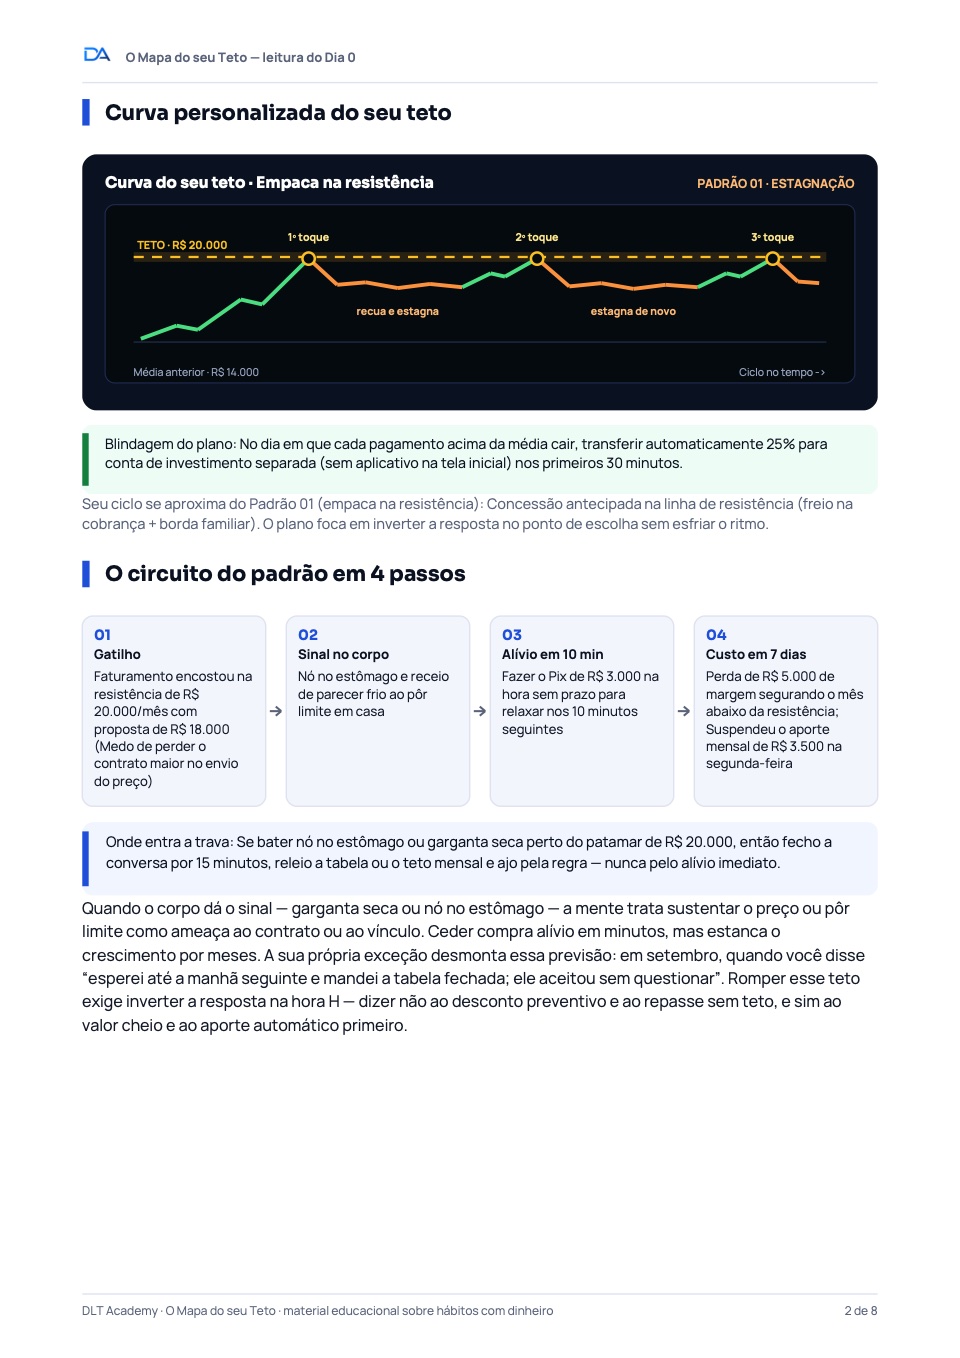 DA
O Mapa do seu Teto — leitura do Dia 0
Curva personalizada do seu teto
Curva do seu teto · Empaca na resistência
PADRÃO 01 · ESTAGNAÇÃO
TETO · R$ 20.000
1º toque
2º toque
3º toque
recua e estagna
estagna de novo
Média anterior · R$ 14.000
Ciclo no tempo ->
Blindagem do plano: No dia em que cada pagamento acima da média cair, transferir automaticamente 25% para
conta de investimento separada (sem aplicativo na tela inicial) nos primeiros 30 minutos.
Seu ciclo se aproxima do Padrão 01 (empaca na resistência): Concessão antecipada na linha de resistência (freio na
cobrança + borda familiar). O plano foca em inverter a resposta no ponto de escolha sem esfriar o ritmo.
O circuito do padrão em 4 passos
01
Gatilho
Faturamento encostou na
resistência de R$
20.000/mês com
proposta de R$ 18.000
(Medo de perder o
contrato maior no envio
do preço)
→
02
Sinal no corpo
Nó no estômago e receio
de parecer frio ao pôr
limite em casa
→
03
Alívio em 10 min
Fazer o Pix de R$ 3.000 na
hora sem prazo para
relaxar nos 10 minutos
seguintes
→
04
Custo em 7 dias
Perda de R$ 5.000 de
margem segurando o mês
abaixo da resistência;
Suspendeu o aporte
mensal de R$ 3.500 na
segunda-feira
Onde entra a trava: Se bater nó no estômago ou garganta seca perto do patamar de R$ 20.000, então fecho a
conversa por 15 minutos, releio a tabela ou o teto mensal e ajo pela regra — nunca pelo alívio imediato.
Quando o corpo dá o sinal — garganta seca ou nó no estômago — a mente trata sustentar o preço ou pôr
limite como ameaça ao contrato ou ao vínculo. Ceder compra alívio em minutos, mas estanca o
crescimento por meses. A sua própria exceção desmonta essa previsão: em setembro, quando você disse
“esperei até a manhã seguinte e mandei a tabela fechada; ele aceitou sem questionar”. Romper esse teto
exige inverter a resposta na hora H — dizer não ao desconto preventivo e ao repasse sem teto, e sim ao
valor cheio e ao aporte automático primeiro.
DLT Academy · O Mapa do seu Teto · material educacional sobre hábitos com dinheiro
2 de 8